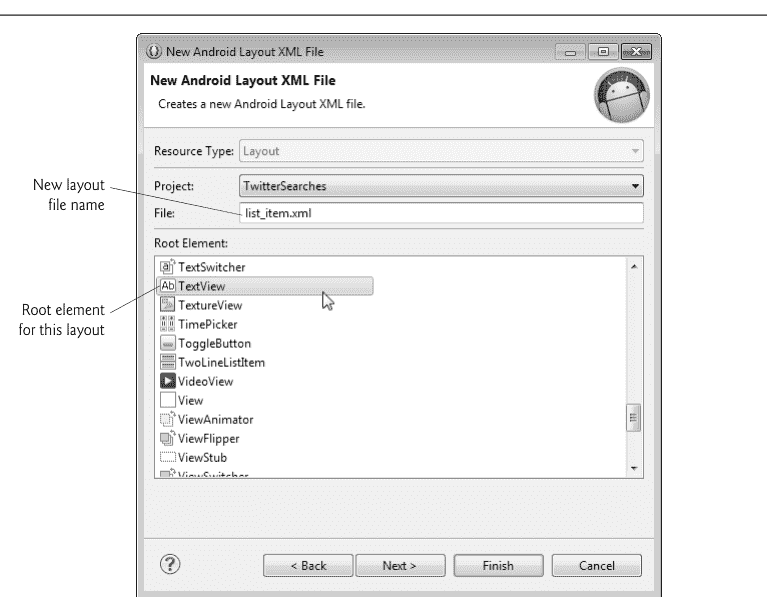 New Android Layout XML File
New Android Layout XML File
Creates a new Android Layout XML file.
Resource Type: Layout
New layout
file name
Project: TwitterSearches
File: list_item.xml
Root Element:
TextSwitcher
Ab TextView
TextureView
Root element
for this layout
TimePicker
ToggleButton
TwoLineListItem
VideoView
View
ViewAnimator
ViewFlipper
ViewStub
ViewSwitcher
? < Back Next > Finish Cancel